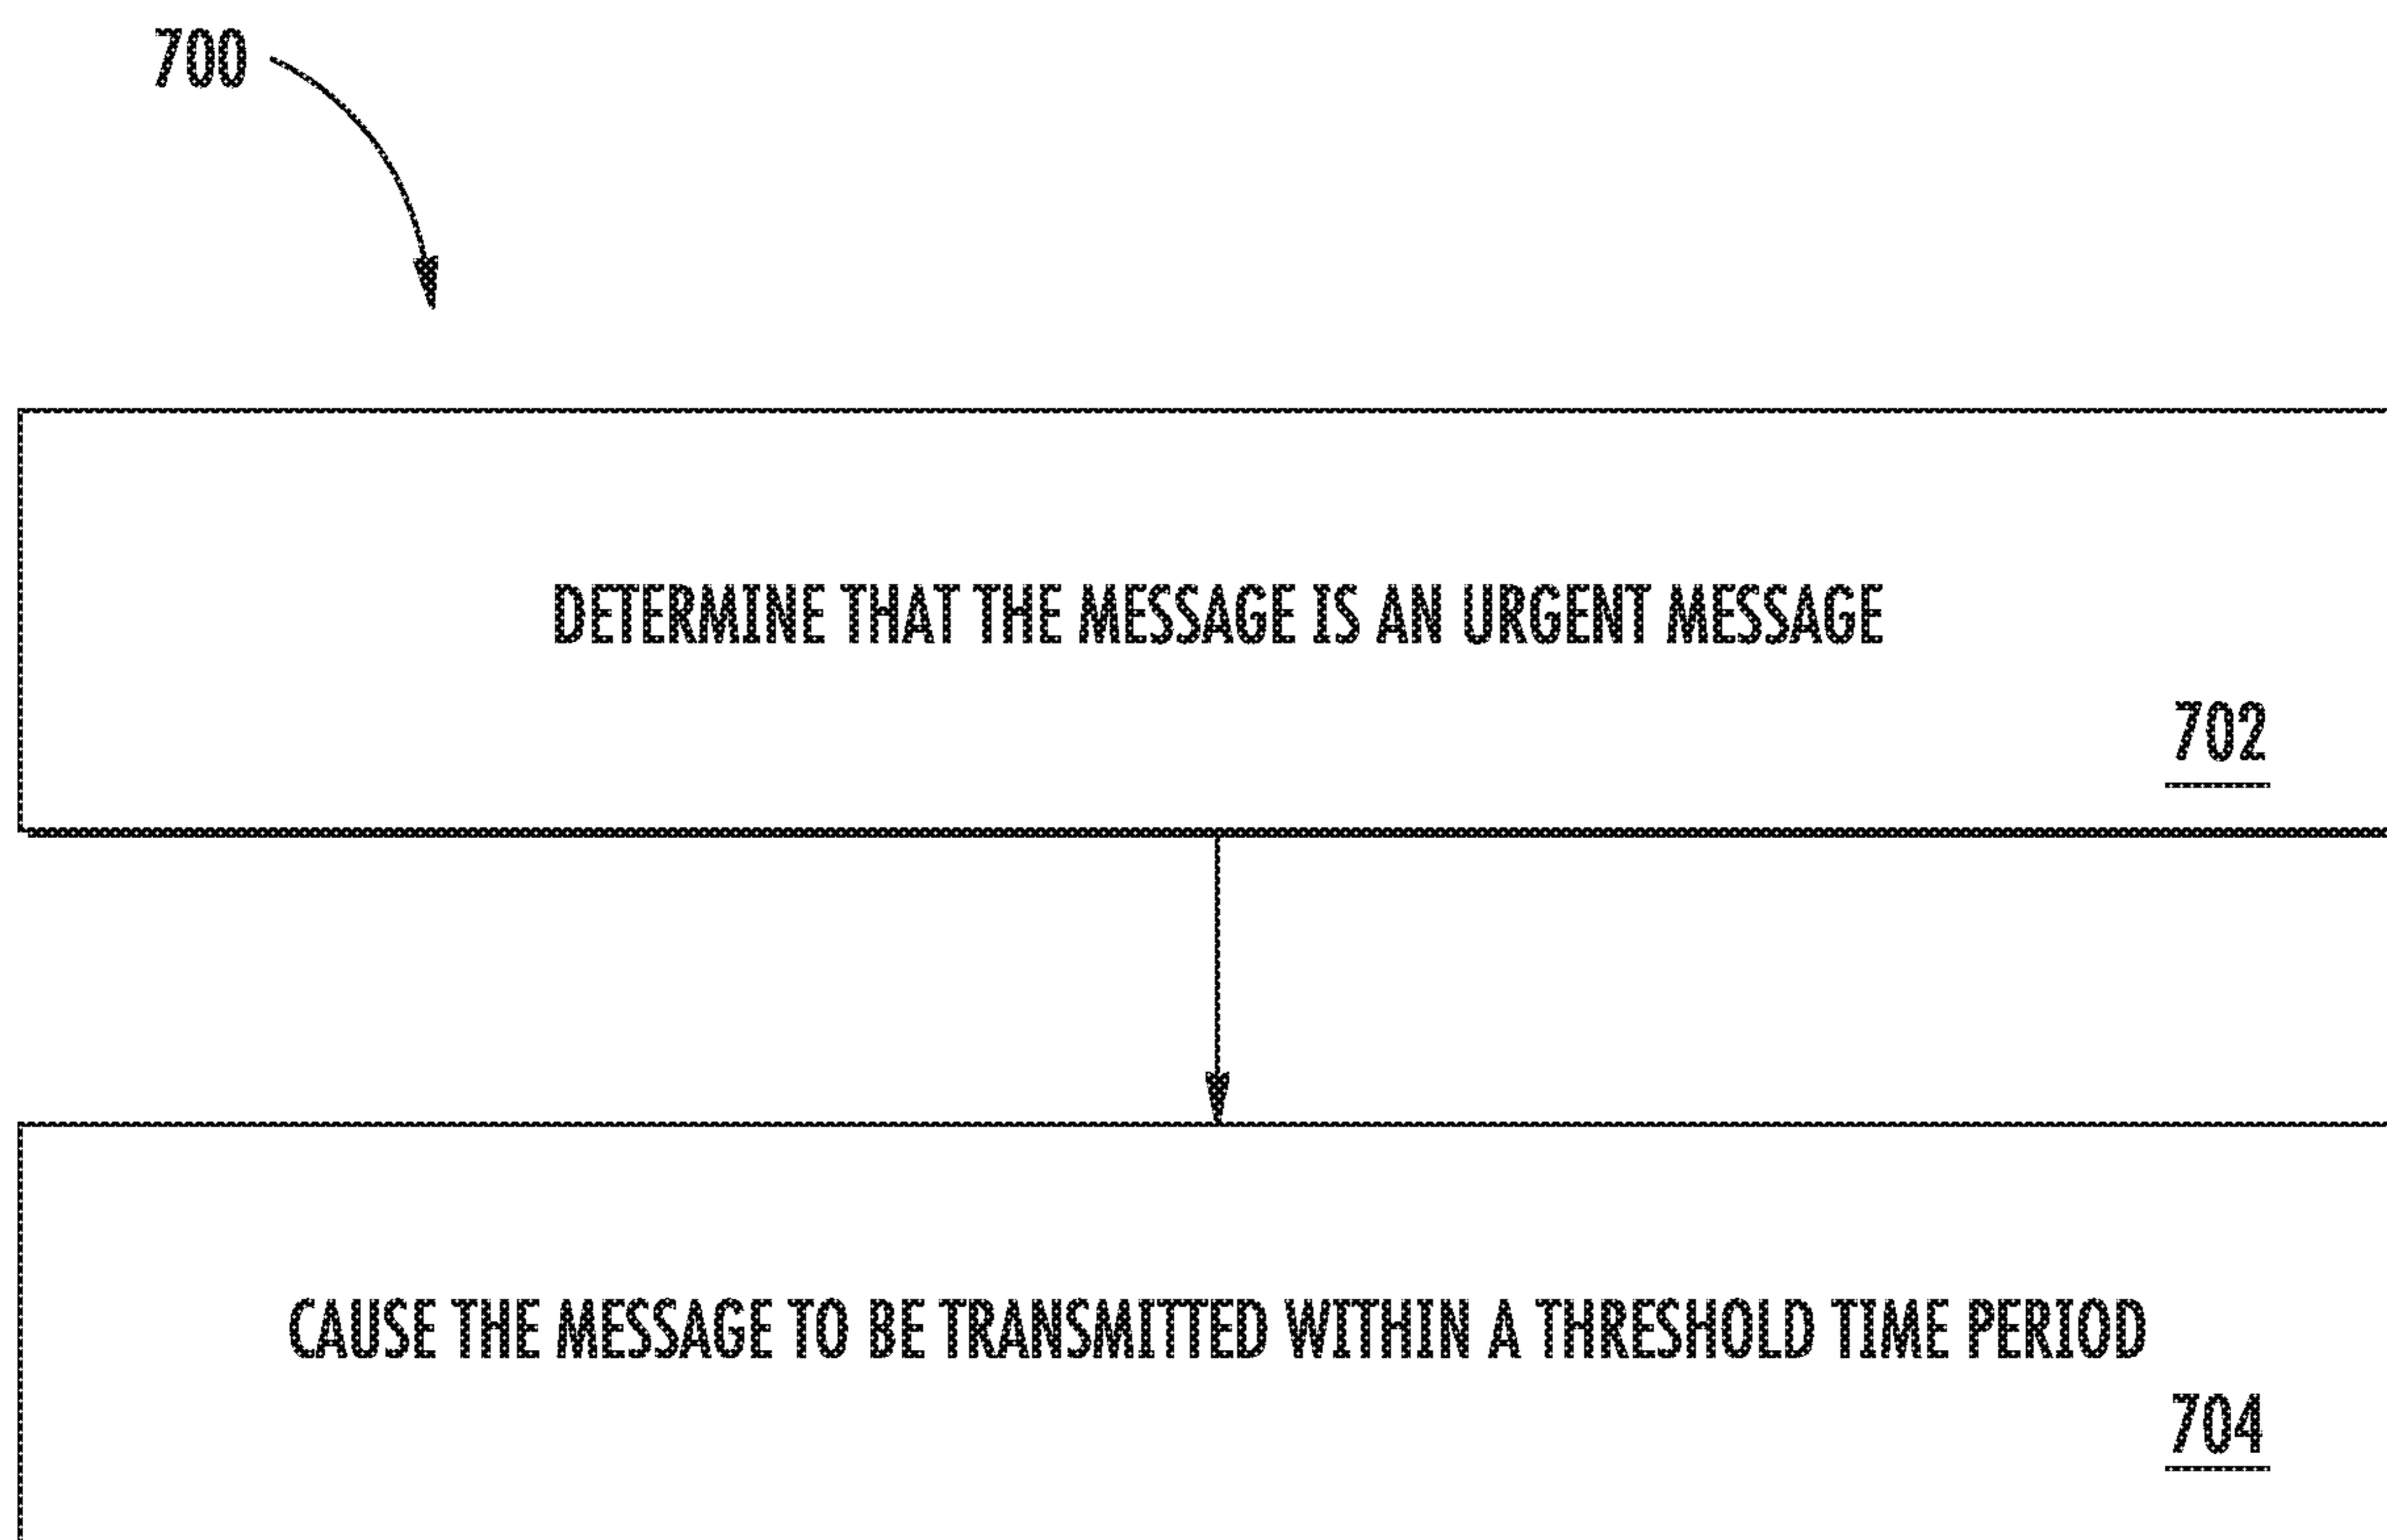 700
DETERMINE THAT THE MESSAGE IS AN URGENT MESSAGE
702
CAUSE THE MESSAGE TO BE TRANSMITTED WITHIN A THRESHOLD TIME PERIOD
704